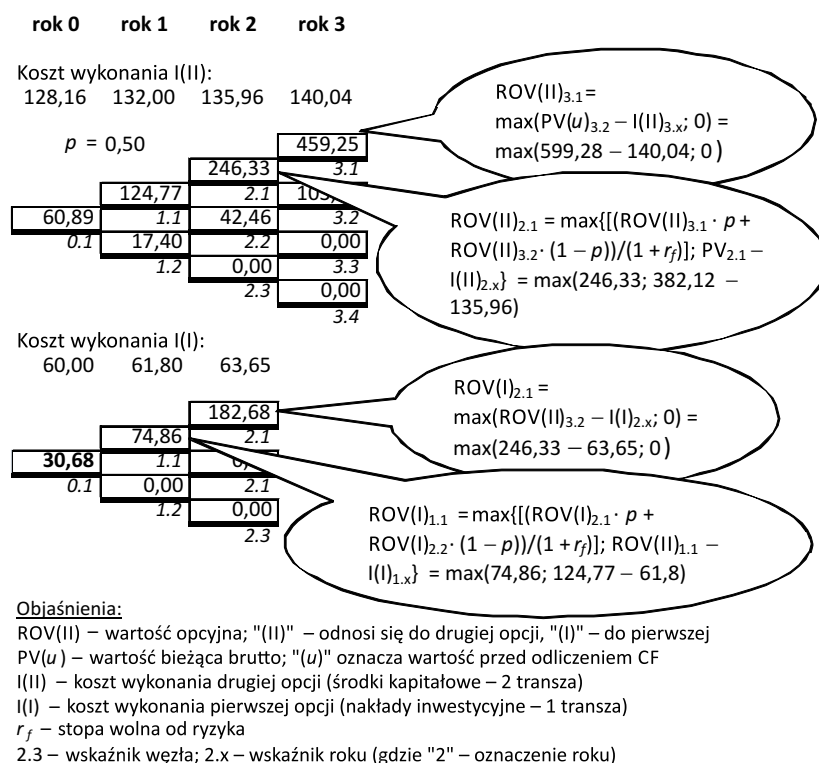 rok 0 rok 1 rok 2 rok 3
Koszt wykonania I(II):
128,16 132,00 135,96 140,04
p = 0,50
459,25
246,33 3.1
124,77 2.1
60,89 1.1 42,46 3.2
0.1 17,40 2.2 0,00
1.2 0,00 3.3
2.3 0,00
3.4
ROV(II)3.1 =
max(PV(u)3.2 – I(II)3.x; 0) =
max(599,28 – 140,04; 0)
ROV(II)2.1 = max{[(ROV(II)3.1 · p +
ROV(II)3.2 · (1 – p))/(1 + rf)]; PV2.1 –
I(II)2.x} = max(246,33; 382,12 –
135,96)
Koszt wykonania I(I):
60,00 61,80 63,65
182,68
74,86 2.1
30,68 1.1
0.1 0,00 2.1
1.2 0,00
2.3
ROV(I)2.1 =
max(ROV(II)3.2 – I(I)2.x; 0) =
max(246,33 – 63,65; 0)
ROV(I)1.1 = max{[(ROV(I)2.1 · p +
ROV(I)2.2 · (1 – p))/(1 + rf)]; ROV(II)1.1 –
I(I)1.x} = max(74,86; 124,77 – 61,8)
Objaśnienia:
ROV(II) – wartość opcyjna; "(II)" – odnosi się do drugiej opcji, "(I)" – do pierwszej
PV(u) – wartość bieżąca brutto; "(u)" oznacza wartość przed odliczeniem CF
I(II) – koszt wykonania drugiej opcji (środki kapitałowe – 2 transza)
I(I) – koszt wykonania pierwszej opcji (nakłady inwestycyjne – 1 transza)
rf – stopa wolna od ryzyka
2.3 – wskaźnik węzła; 2.x – wskaźnik roku (gdzie "2" – oznaczenie roku)